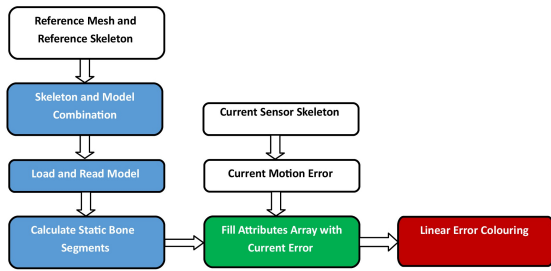 Reference Mesh and
Reference Skeleton
Skeleton and Model
Combination
Current Sensor Skeleton
Load and Read Model
Current Motion Error
Calculate Static Bone
Segments
Fill Attributes Array with
Current Error
Linear Error Colouring